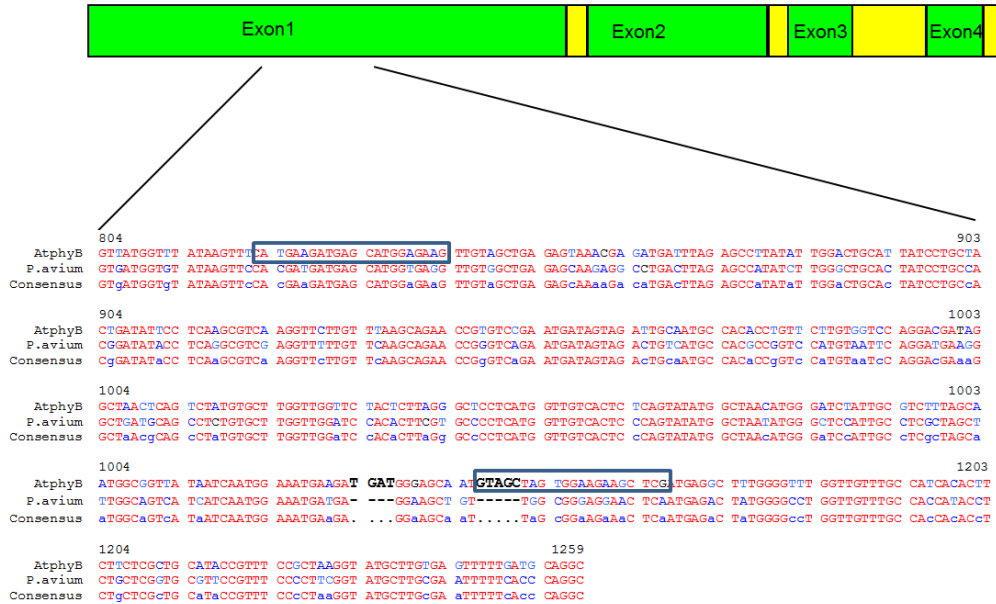 Exon1
Exon2
Exon3
Exon4
804 903
AtphyB GTTATGGTTT ATAAGTTTCA TGAAGATGAG CATGGAGAAG TTGTAGCTGA GAGTAAACGA GATGATTTAG AGCCTTATAT TGGACTGCAT TATCCTGCTA
P.avium GTGATGGTGT ATAAGTTCCA CGATGATGAG CATGGTGAGG TTGTGGCTGA GAGCAAGAGG CCTGACTTAG AGCCATATCT TGGGCTGCAC TATCCTGCCA
Consensus GTgATGGTgT ATAAGTTcCA CgAaGATGAG CATGGaGAaG TTGTaGCTGA GAGcAAaaGa caTGAcTTAG AGCCaTATaT TGGaCTGCAc TATCCTGCcA
904 1003
AtphyB CTGATATTCC TCAAGCGTCA AGGTTCTTGT TTAAGCAGAA CCGTGTCCGA ATGATAGTAG ATTGCAATGC CACACCTGTT CTTGTGGTCC AGGACGATAG
P.avium CGGATATACC TCAGGCGTCG AGGTTTTTGT TCAAGCAGAA CCGGGTCAGA ATGATAGTAG ACTGTCATGC CACGCCGGTC CATGTAATTC AGGATGAAGG
Consensus CgGATATaCC TCAaGCGTCa AGGTTcTTGT TCAAGCAGAA CCGgGTCaGA ATGATAGTAG ACTGcaATGC CACaCCgGTc CATGTaaTcC AGGACGAaaG
1004 1003
AtphyB GCTAACTCAG TCTATGTGCT TGGTTGGTTC TACTCTTAGG GCTCCTCATG GTTGTCACTC TCAGTATATG GCTAACATGG GATCTATTGC GTCTTTAGCA
P.avium GCTGATGCAG CCTCTGTGCT TGGTTGGATC CACACTTCGT GCCCCTCATG GTTGTCACTC CCAGTATATG GCTAATATGG GCTCCATTGC CTCGCTAGCT
Consensus GCTaACgCAG CCTaTGTGCT TGGTTGGaTC CACACTTagg GCcCCTCATG GTTGTCACTC CCAGTATATG GCTAACATGG GaTCCATTGC CTCgcTAGCa
1004 1203
AtphyB ATGGCGGTTA TAATCAATGG AAATGAAGAT GATGGGAGCA ATGTAGCTAG TGGAAGAAGC TCGATGAGGC TTTGGGGTTT GGTTGTTTGC CATCACACTT
P.avium TTGGCAGTCA TCATCAATGG AAATGATGA- ---GGAAGCTG GT-----TGG CGGGAGGAAC TCAATGAGAC TATGGGGCCT GGTTGTTTGC CACCATACCT
Consensus aTGGCaGTCA TaATCAATGG AAATGAaGA. ...GGaAGCa aT.....TaG cGGaAGaAaC TCaATGAGaC TaTGGGGccT GGTTGTTTGC CAcCAcACcT
1204 1259
AtphyB CTTCTCGCTG CATACCGTTT CCGCTAAGGT ATGCTTGTGA GTTTTTGATG CAGGC
P.avium CTGCTCGGTG CGTTCCGTTT CCCCTTCGGT ATGCTTGCGA ATTTTTCACC CAGGC
Consensus CTgCTCGcTG CaTaCCGTTT CCcCTaaGGT ATGCTTGcGA aTTTTTcAcc CAGGC